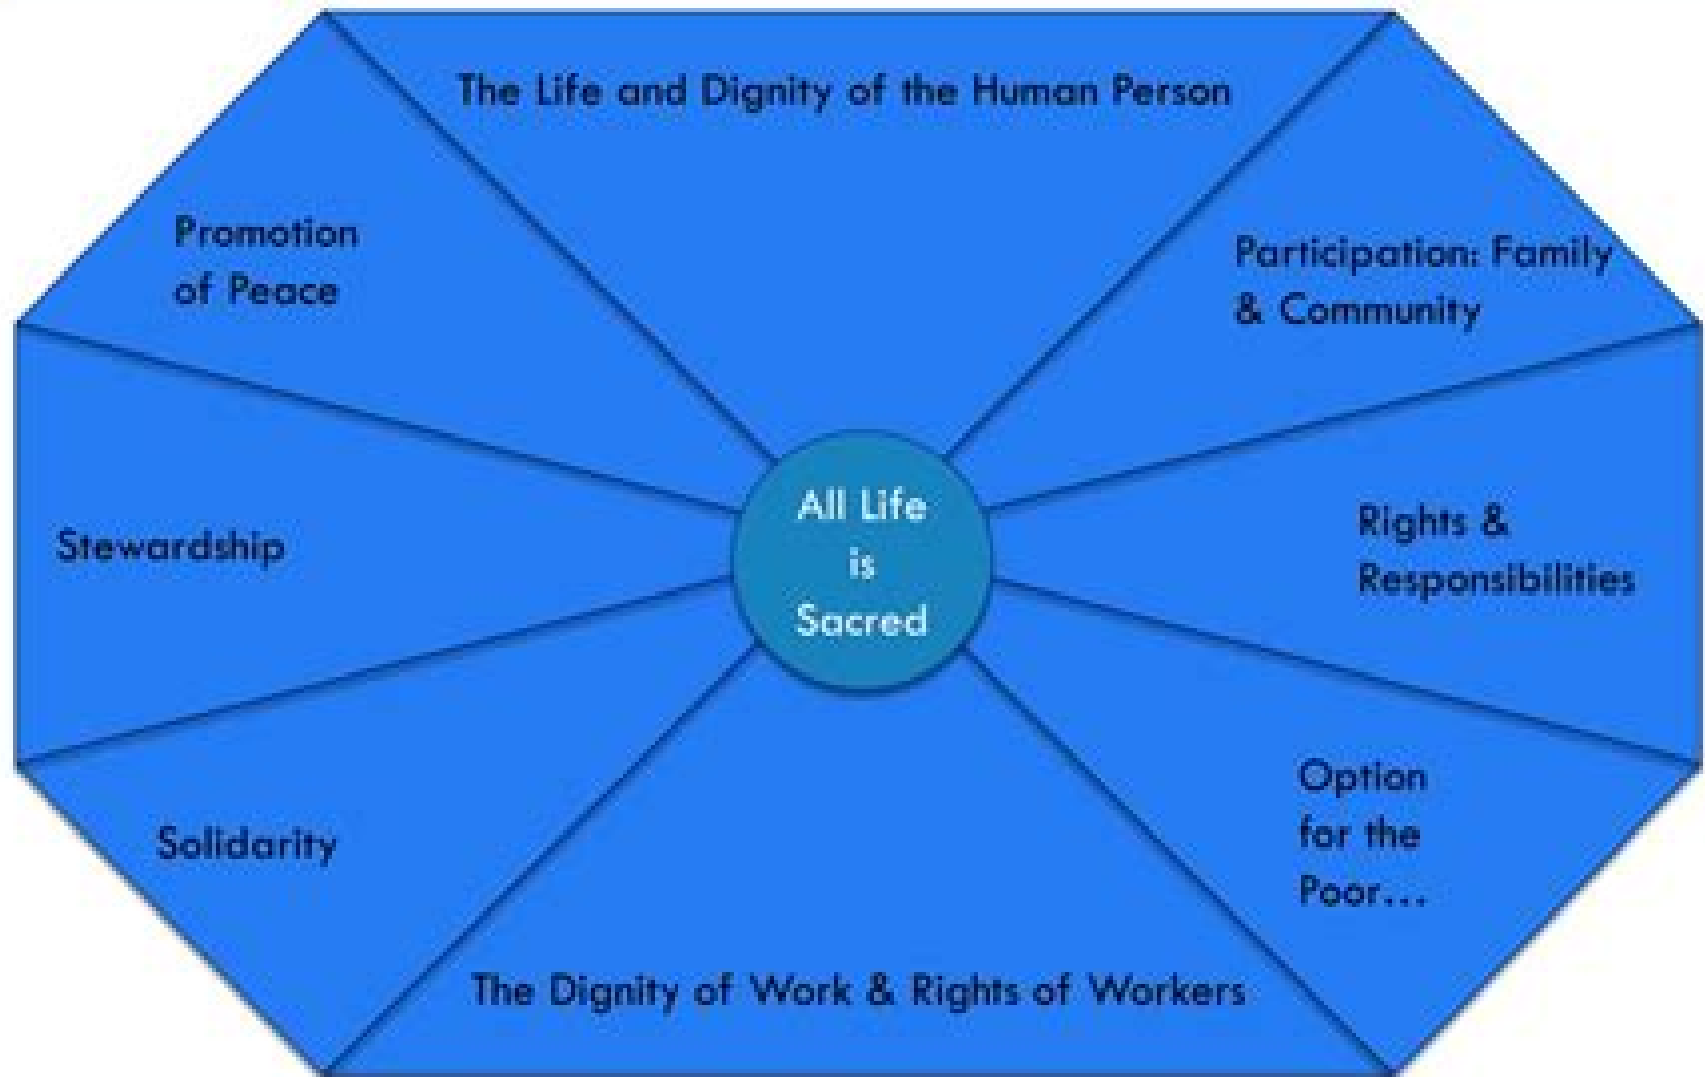 The Life and Dignity of the Human Person
Promotion
of Peace
Participation: Family
& Community
All Life
is
Sacred
Stewardship
Rights &
Responsibilities
Solidarity
Option
for the
Poor...
The Dignity of Work & Rights of Workers